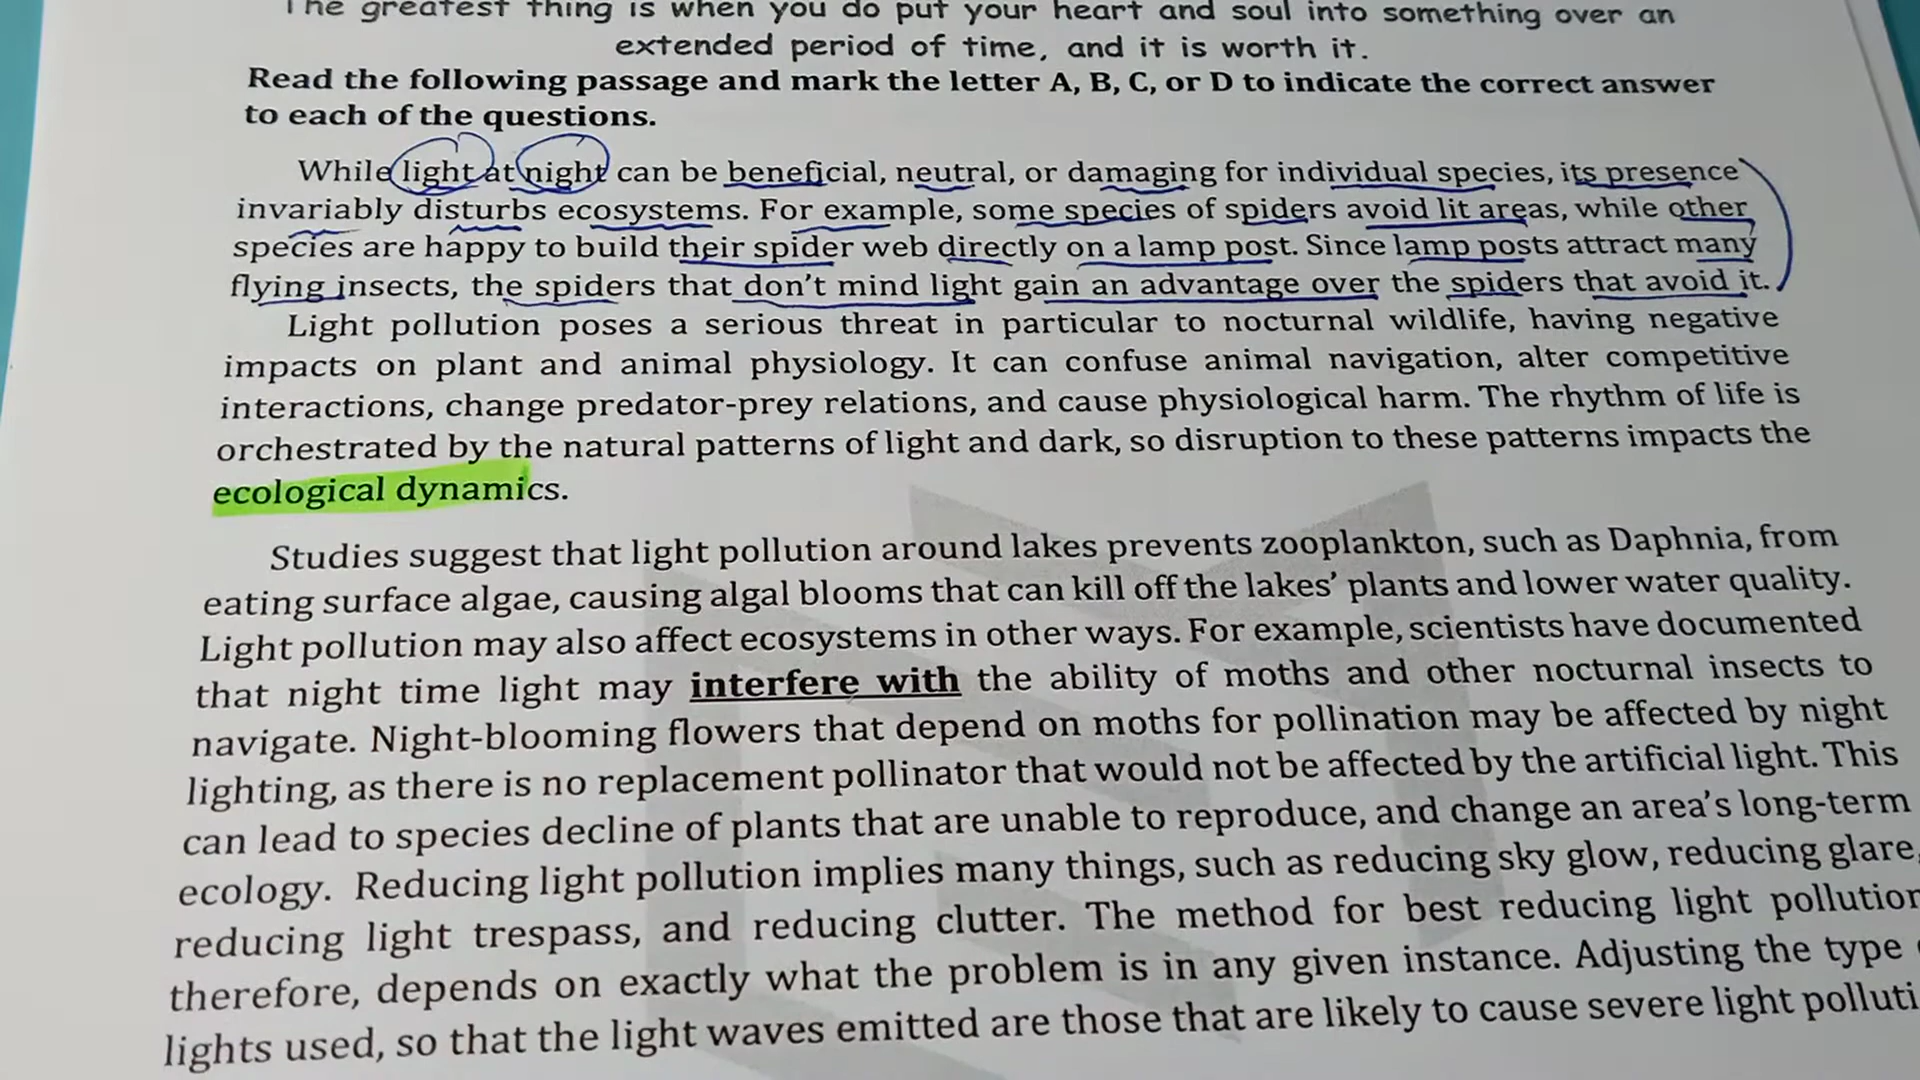 The greatest thing is when you do put your heart and soul into something over an
extended period of time, and it is worth it.
Read the following passage and mark the letter A, B, C, or D to indicate the correct answer
to each of the questions.
While light at night can be beneficial, neutral, or damaging for individual species, its presence
invariably disturbs ecosystems. For example, some species of spiders avoid lit areas, while other
species are happy to build their spider web directly on a lamp post. Since lamp posts attract many
flying insects, the spiders that don't mind light gain an advantage over the spiders that avoid it.
Light pollution poses a serious threat in particular to nocturnal wildlife, having negative
impacts on plant and animal physiology. It can confuse animal navigation, alter competitive
interactions, change predator-prey relations, and cause physiological harm. The rhythm of life is
orchestrated by the natural patterns of light and dark, so disruption to these patterns impacts the
ecological dynamics.
Studies suggest that light pollution around lakes prevents zooplankton, such as Daphnia, from
eating surface algae, causing algal blooms that can kill off the lakes' plants and lower water quality.
Light pollution may also affect ecosystems in other ways. For example, scientists have documented
that night time light may interfere with the ability of moths and other nocturnal insects to
navigate. Night-blooming flowers that depend on moths for pollination may be affected by night
lighting, as there is no replacement pollinator that would not be affected by the artificial light. This
can lead to species decline of plants that are unable to reproduce, and change an area's long-term
ecology. Reducing light pollution implies many things, such as reducing sky glow, reducing glare,
reducing light trespass, and reducing clutter. The method for best reducing light pollution
therefore, depends on exactly what the problem is in any given instance. Adjusting the type
lights used, so that the light waves emitted are those that are likely to cause severe light polluti